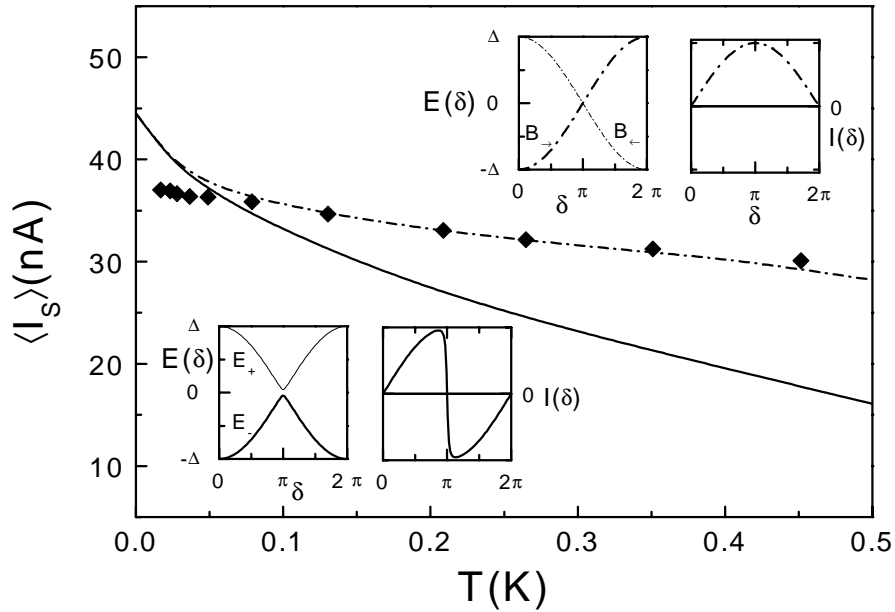 50
40
30
20
10
⟨I_S⟩(nA)
0.0 0.1 0.2 0.3 0.4 0.5
T(K)
Δ
E(δ) 0
-Δ
B→ B←
0 π 2π
δ
0
I(δ)
0 π 2π
δ
Δ
E(δ)
0
-Δ
E₊
E₋
0 π 2π
δ
0 I(δ)
0 π 2π